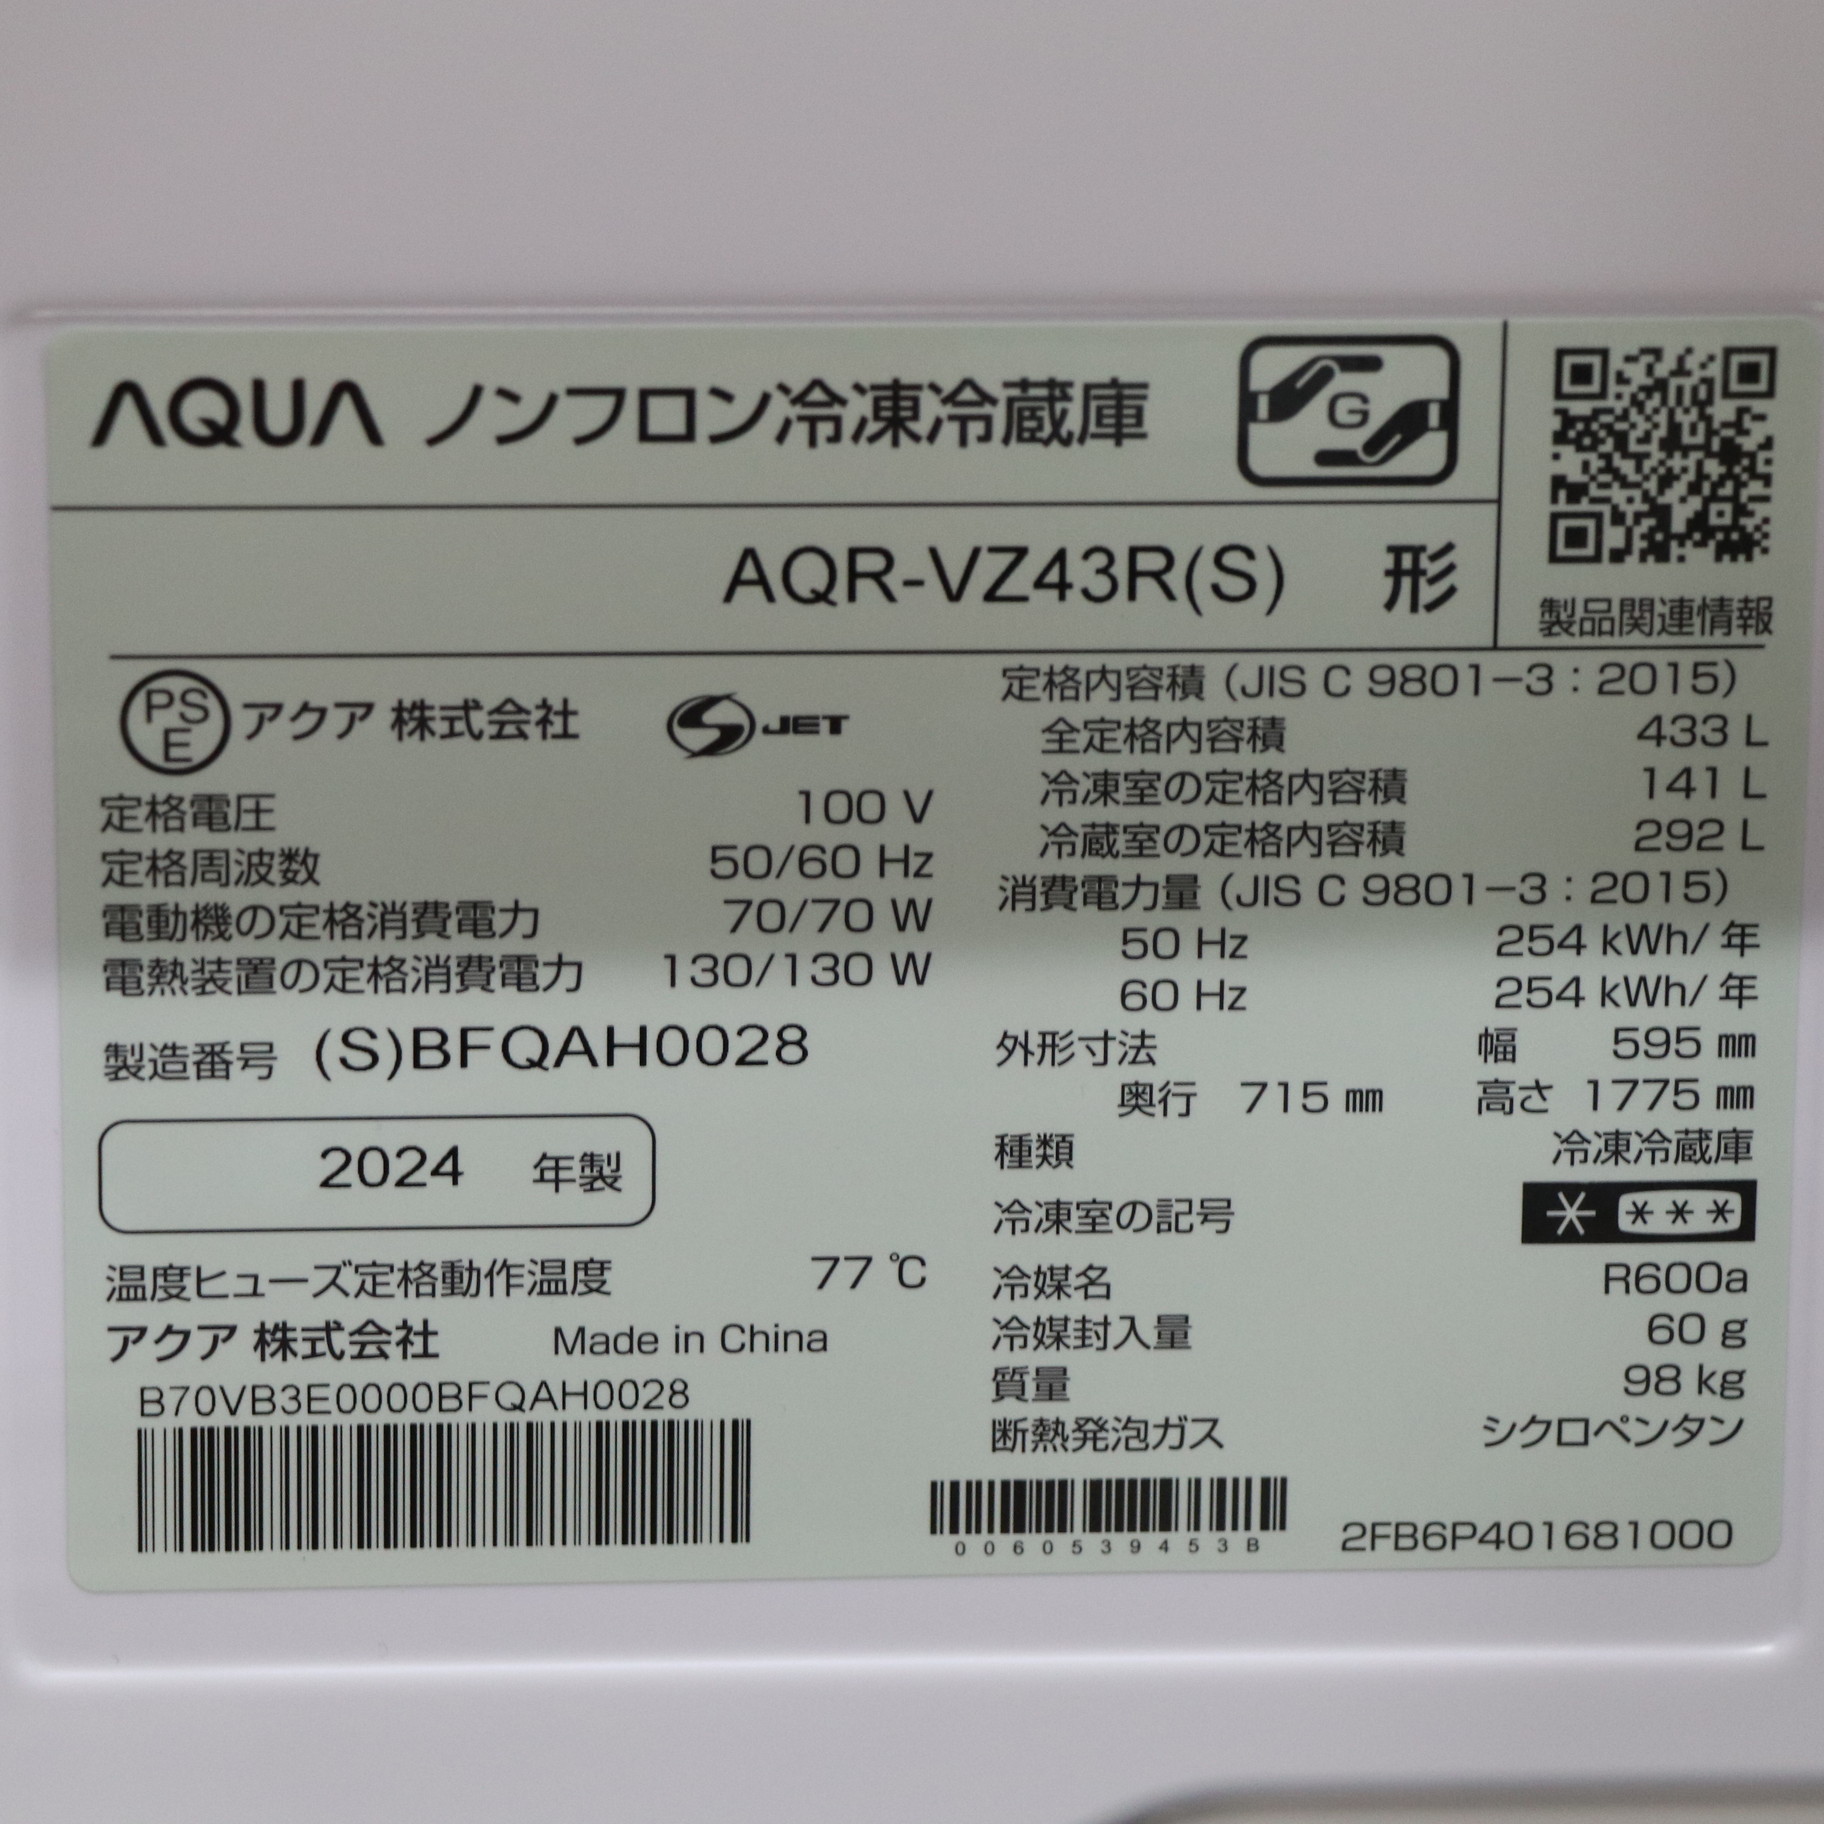 AQUA ノンフロン冷凍冷蔵庫
G
AQR-VZ43R(S) 形
製品関連情報
PS
E
アクア 株式会社
S JET
定格電圧 100 V
定格周波数 50/60 Hz
電動機の定格消費電力 70/70 W
電熱装置の定格消費電力 130/130 W
製造番号 (S)BFQAH0028
2024 年製
温度ヒューズ定格動作温度 77 ℃
アクア 株式会社 Made in China
B70VB3E0000BFQAH0028
定格内容積 (JIS C 9801-3:2015)
全定格内容積 433 L
冷凍室の定格内容積 141 L
冷蔵室の定格内容積 292 L
消費電力量 (JIS C 9801-3:2015)
50 Hz 254 kWh/年
60 Hz 254 kWh/年
外形寸法 幅 595 ㎜
奥行 715 ㎜ 高さ 1775 ㎜
種類 冷凍冷蔵庫
冷凍室の記号 * ***
冷媒名 R600a
冷媒封入量 60 g
質量 98 kg
断熱発泡ガス シクロペンタン
0060539453B
2FB6P401681000